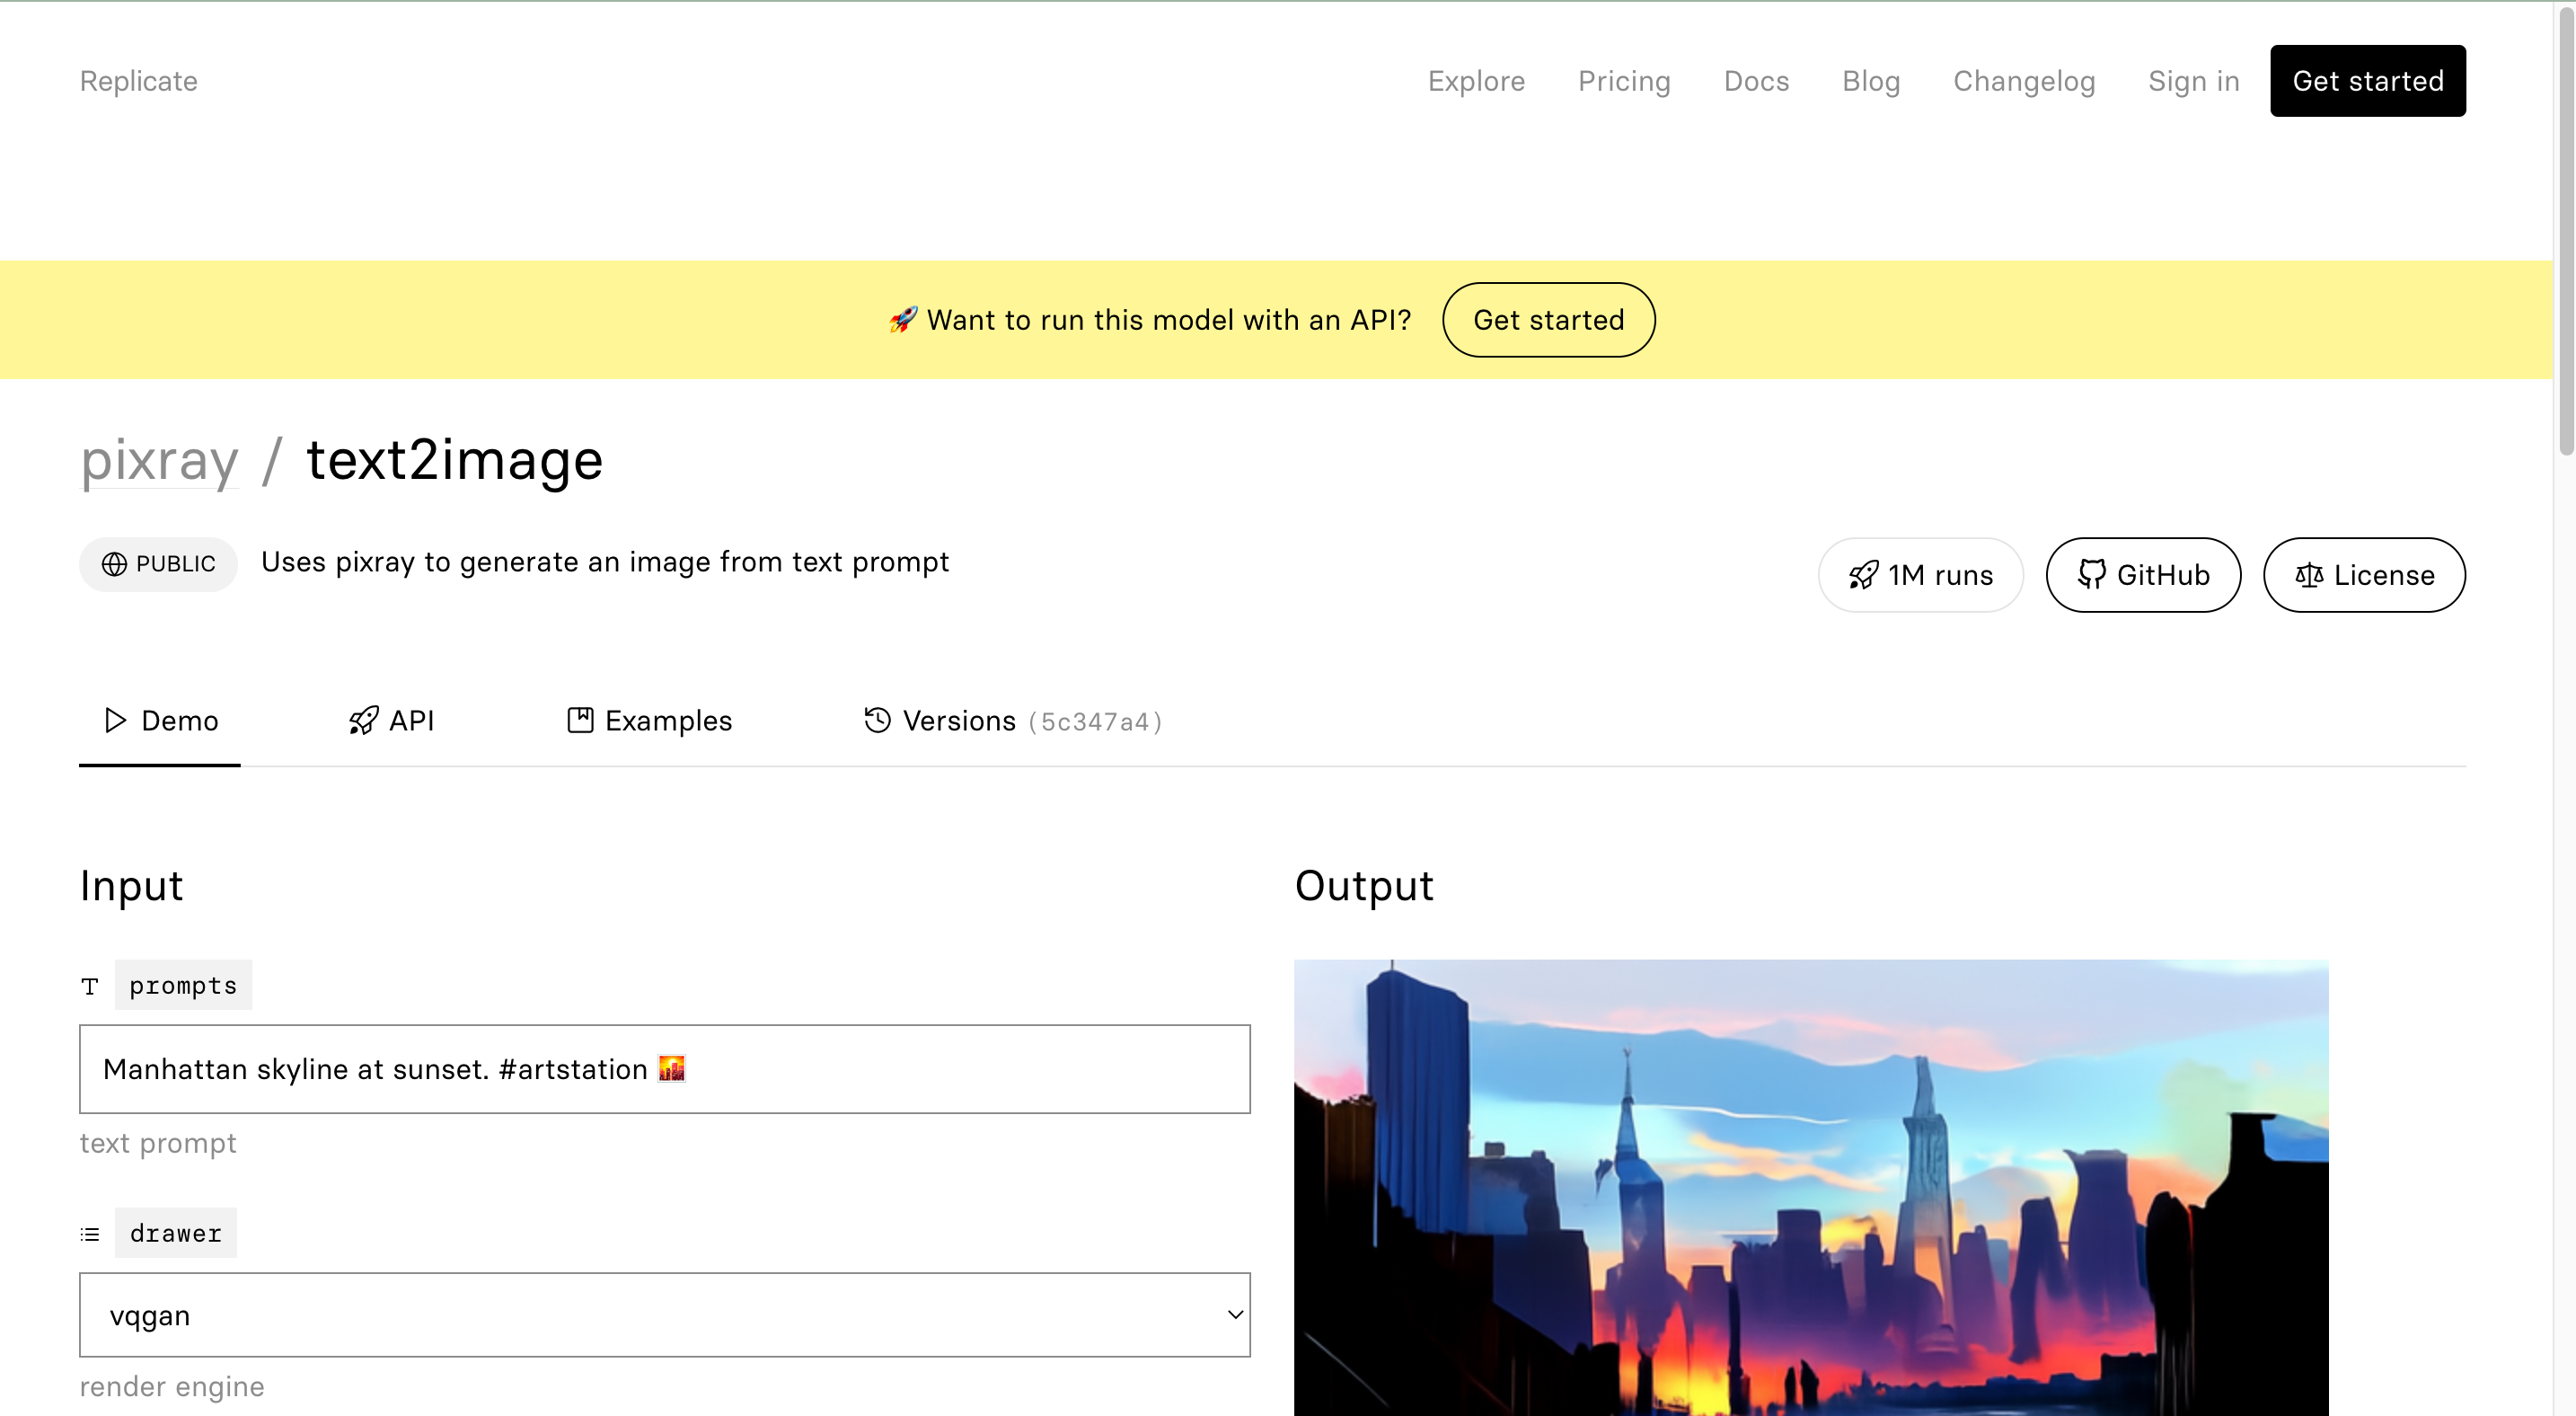 Replicate
Explore Pricing Docs Blog Changelog Sign in Get started
🚀 Want to run this model with an API? Get started
pixray / text2image
PUBLIC Uses pixray to generate an image from text prompt
1M runs GitHub License
Demo API Examples Versions (5c347a4)
Input
Output
prompts
Manhattan skyline at sunset. #artstation 🌇
text prompt
drawer
vqgan
render engine